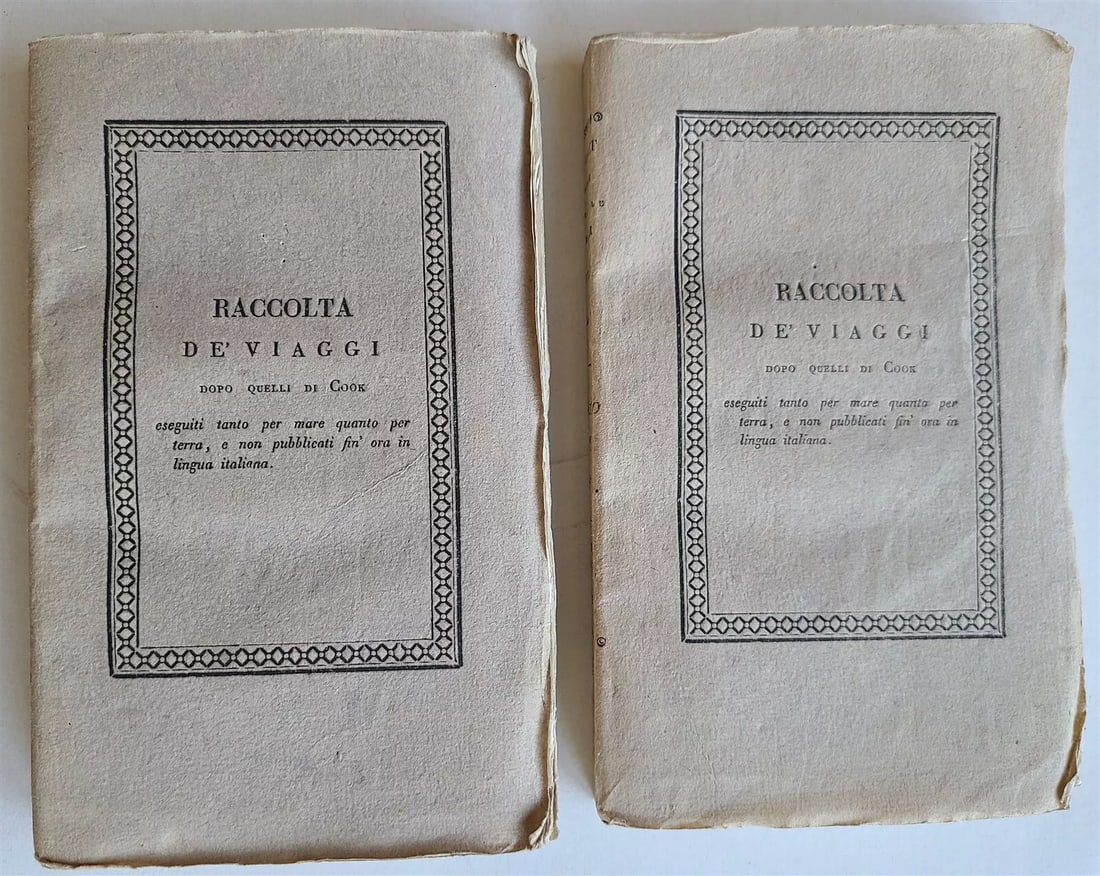 RACCOLTA
DE' VIAGGI
DOPO QUELLI DI COOK
eseguiti tanto per mare quanto per
terra, e non pubblicati fin' ora in
lingua italiana.
RACCOLTA
DE' VIAGGI
DOPO QUELLI DI COOK
eseguiti tanto per mare quanto per
terra, e non pubblicati fin' ora in
lingua italiana.